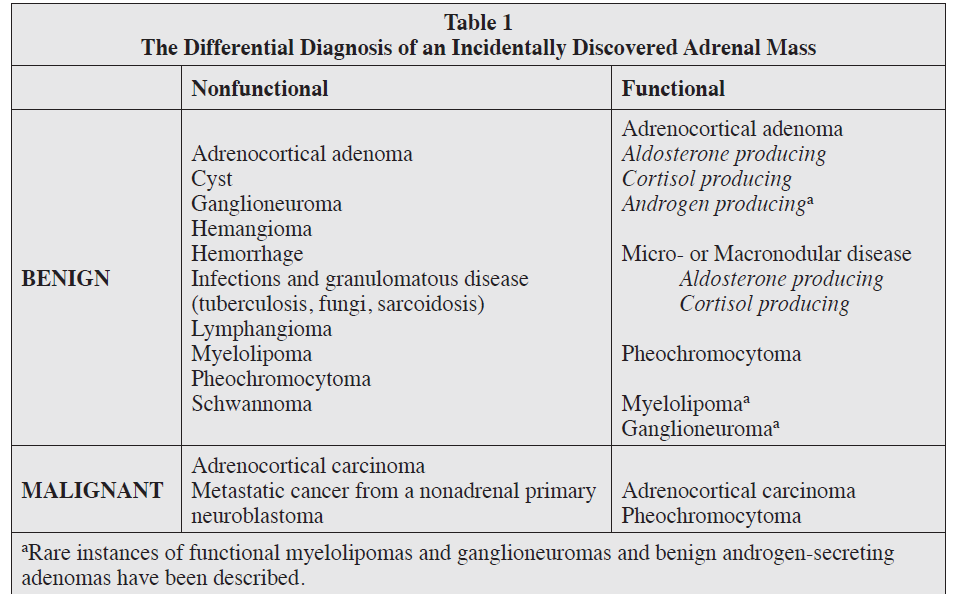 Table 1
The Differential Diagnosis of an Incidentally Discovered Adrenal Mass
Nonfunctional
Functional
BENIGN
Adrenocortical adenoma
Cyst
Ganglioneuroma
Hemangioma
Hemorrhage
Infections and granulomatous disease
(tuberculosis, fungi, sarcoidosis)
Lymphangioma
Myelolipoma
Pheochromocytoma
Schwannoma
Adrenocortical adenoma
Aldosterone producing
Cortisol producing
Androgen producingᵃ
Micro- or Macronodular disease
Aldosterone producing
Cortisol producing
Pheochromocytoma
Myelolipomaᵃ
Ganglioneuromaᵃ
MALIGNANT
Adrenocortical carcinoma
Metastatic cancer from a nonadrenal primary
neuroblastoma
Adrenocortical carcinoma
Pheochromocytoma
ᵃRare instances of functional myelolipomas and ganglioneuromas and benign androgen-secreting
adenomas have been described.